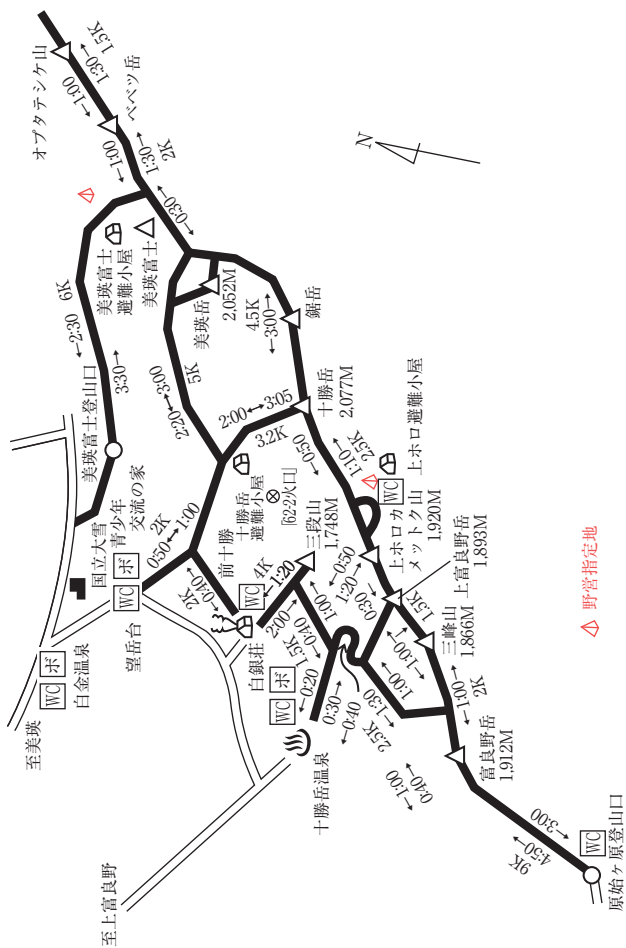 オプタテシケ山
1.5K
1:30→
←1:00
ベベツ岳
←1:00
1:30→
2K
←0:30→
N
6K
←2:30
3:30→
美瑛富士
避難小屋
美瑛富士
美瑛富士登山口
美瑛岳
2.052M
4.5K
←3:00→
鋸岳
5K
2:20↔3:00
国立大雪
青少年
交流の家
2K
0:50↔1:00
WC
ボ
望岳台
WC
ボ
白金温泉
至美瑛
2:00↔3:05
3.2K
十勝岳
2.077M
十勝岳
避難小屋
[62-2火口]
前十勝
2K
←0:40→
←0:50
1:10→
2.5K
上ホロ避難小屋
WC
上ホロカ
メットク山
1.920M
三段山
1,748M
4K
←1:20
2:00→
WC
白銀荘
←0:50
1:20→
上富良野岳
1.893M
0:30→
1.5K
三峰山
1.866M
1:00→
←0:40
1.5K
←0:20
0:30→
←0:40
WC
ボ
十勝岳温泉
至上富良野
←1:00→
1:00→
←1:30
2.5K
←1:00→
2K
富良野岳
1.912M
←1:00
0:40→
9K
4:50→
←3:00
WC
原始ヶ原登山口
野営指定地